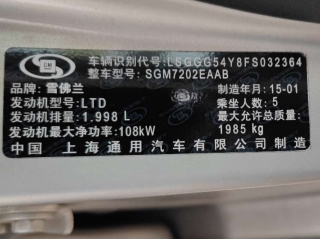 车辆识别代号:LSGGG54Y8FS032364
整车型号:SGM7202EAAB
品牌:雪佛兰 制造年月:15-01
发动机型号:LTD 乘坐人数:5
发动机排量:1.998 L 最大允许总质量:
发动机最大净功率:108kW 1985 kg
中国 上海通用汽车有限公司制造